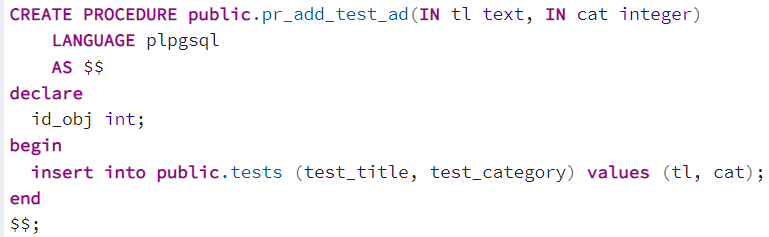 CREATE PROCEDURE public.pr_add_test_ad(IN tl text, IN cat integer)
    LANGUAGE plpgsql
    AS $$
declare
  id_obj int;
begin
  insert into public.tests (test_title, test_category) values (tl, cat);
end
$$;